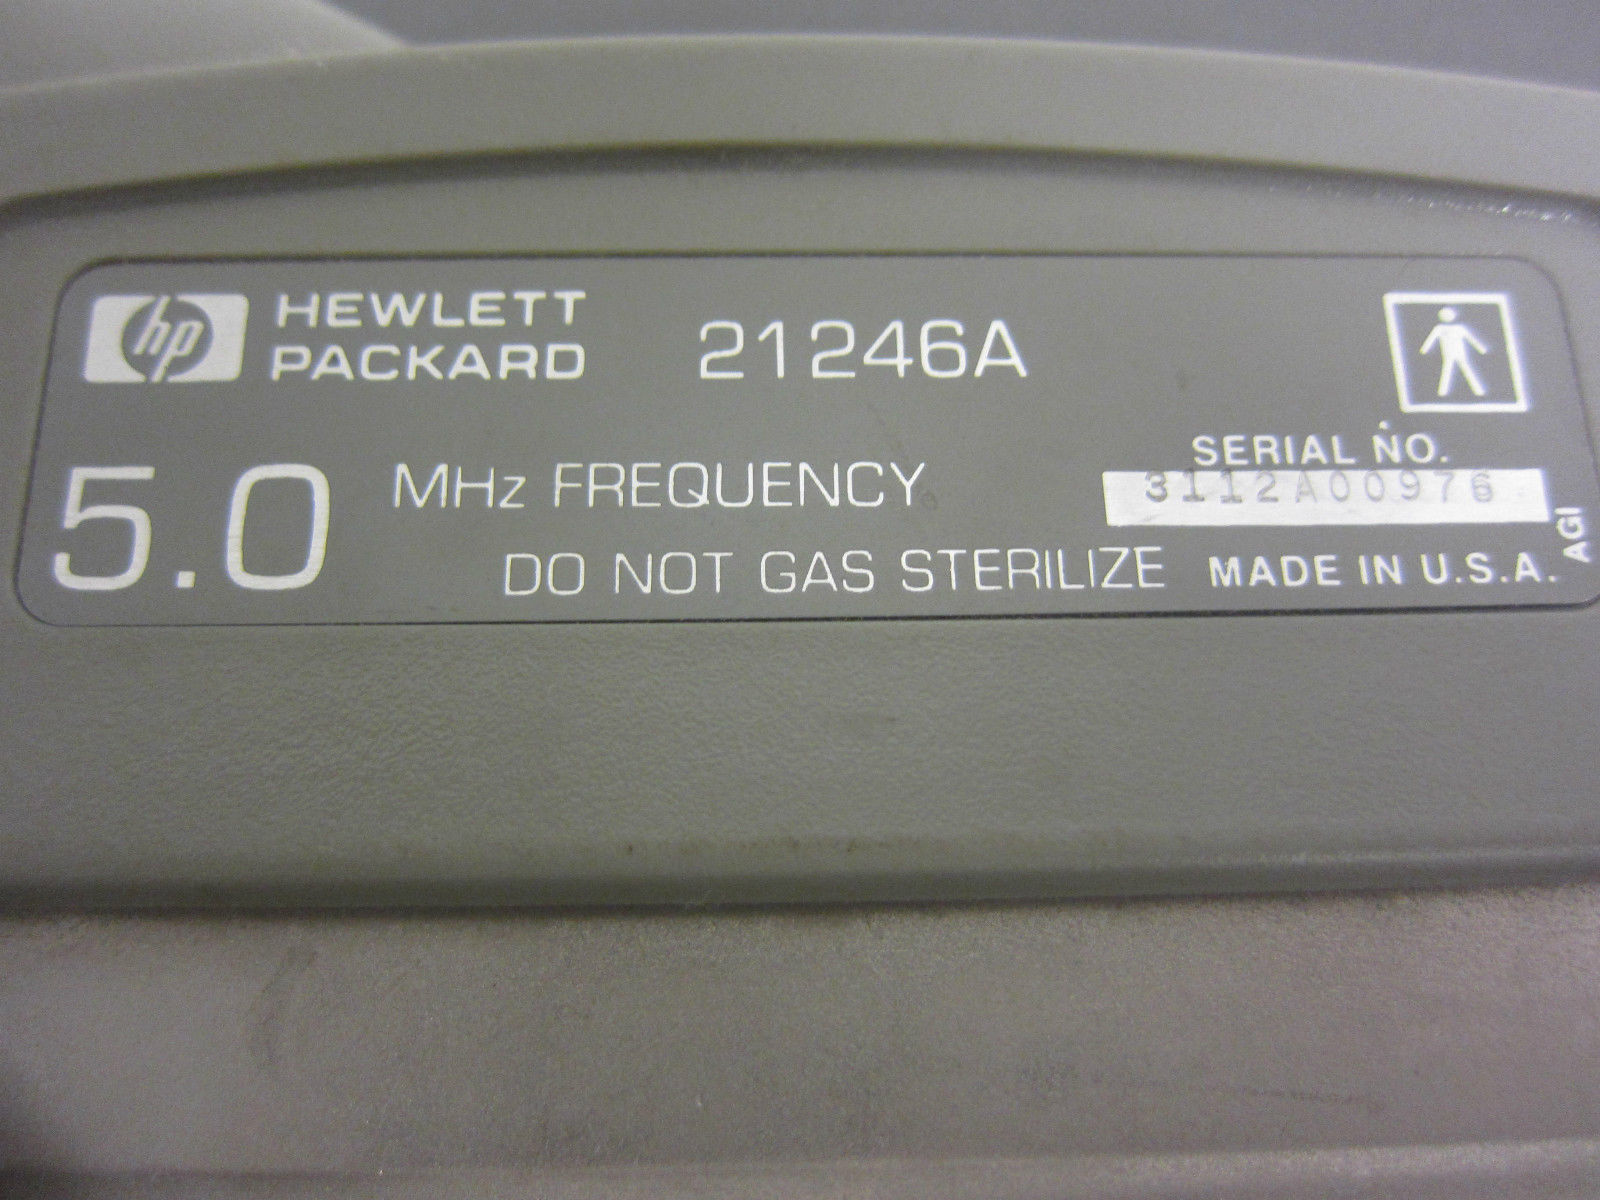 hp HEWLETT
PACKARD
21246A
5.0 MHz FREQUENCY
SERIAL NO.
3112A00976
DO NOT GAS STERILIZE
MADE IN U.S.A.
AGI